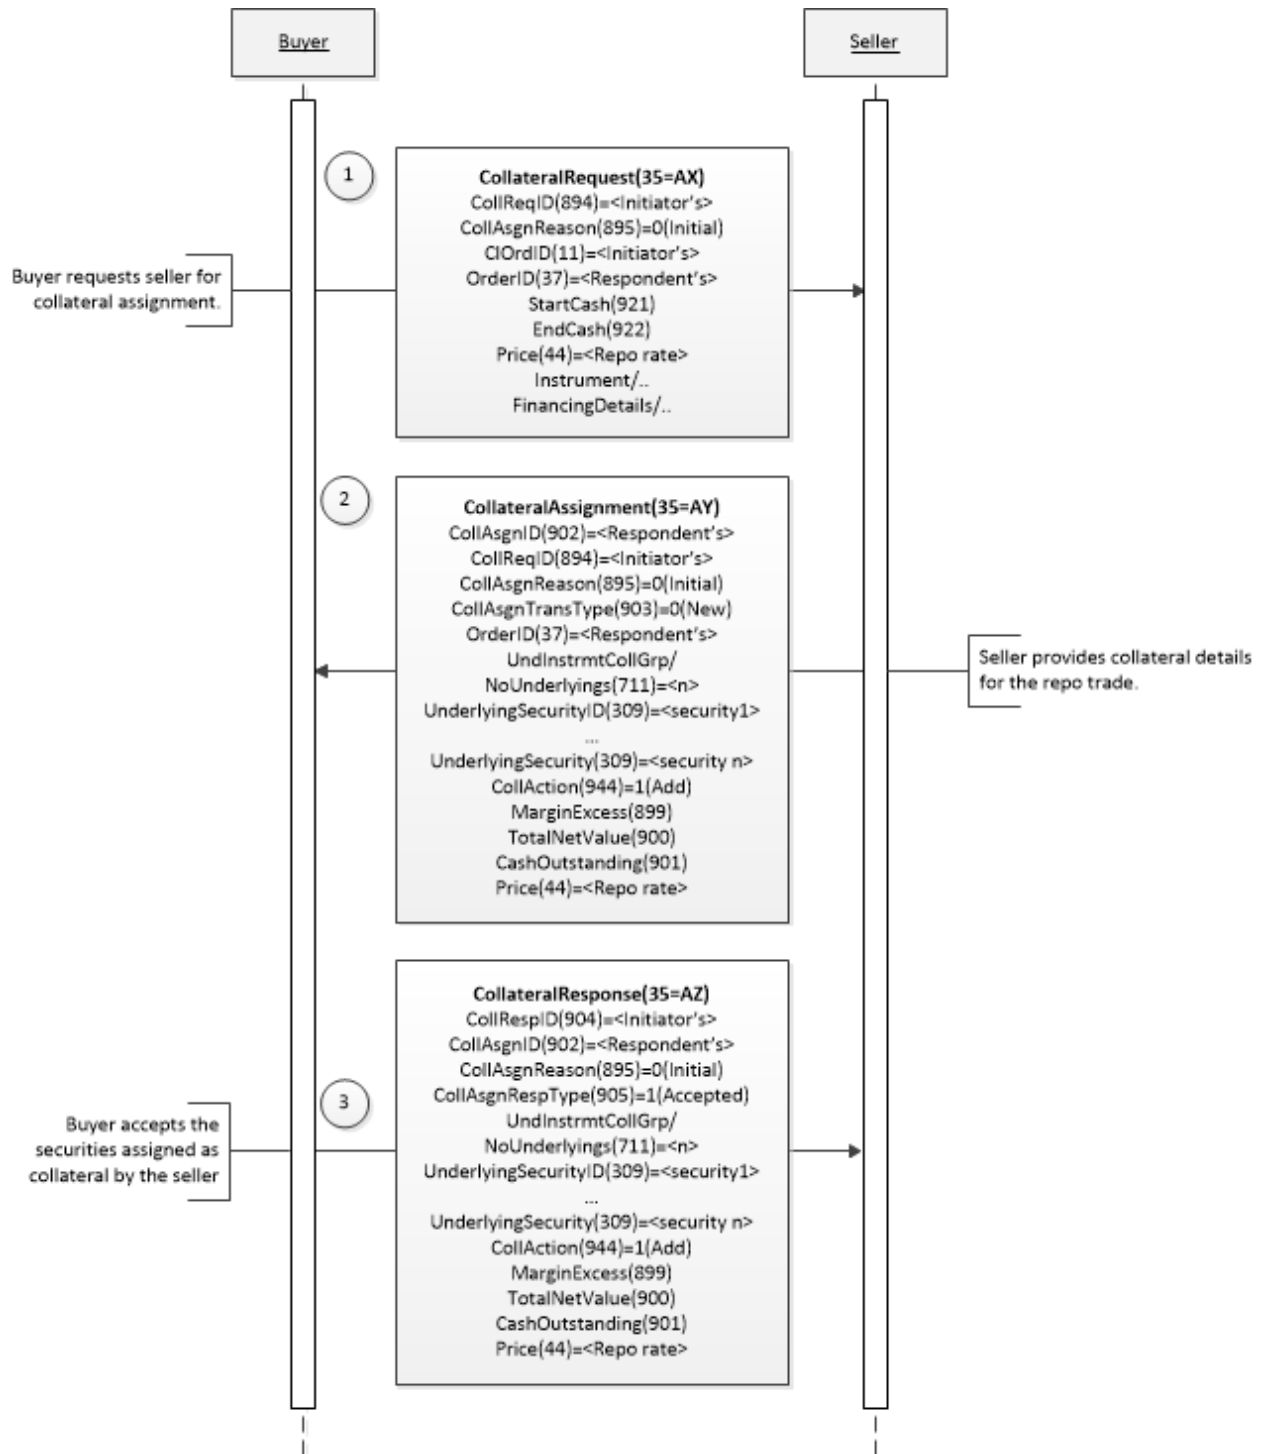 Buyer
Seller
1
CollateralRequest(35=AX)
CollReqID(894)=<Initiator's>
CollAsgnReason(895)=0(Initial)
ClOrdID(11)=<Initiator's>
OrderID(37)=<Respondent's>
StartCash(921)
EndCash(922)
Price(44)=<Repo rate>
Instrument/..
FinancingDetails/..
Buyer requests seller for
collateral assignment.
2
CollateralAssignment(35=AY)
CollAsgnID(902)=<Respondent's>
CollReqID(894)=<Initiator's>
CollAsgnReason(895)=0(Initial)
CollAsgnTransType(903)=0(New)
OrderID(37)=<Respondent's>
UndInstrmtCollGrp/
NoUnderlyings(711)=<n>
UnderlyingSecurityID(309)=<security1>
...
UnderlyingSecurity(309)=<security n>
CollAction(944)=1(Add)
MarginExcess(899)
TotalNetValue(900)
CashOutstanding(901)
Price(44)=<Repo rate>
Seller provides collateral details
for the repo trade.
3
CollateralResponse(35=AZ)
CollRespID(904)=<Initiator's>
CollAsgnID(902)=<Respondent's>
CollAsgnReason(895)=0(Initial)
CollAsgnRespType(905)=1(Accepted)
UndInstrmtCollGrp/
NoUnderlyings(711)=<n>
UnderlyingSecurityID(309)=<security1>
...
UnderlyingSecurity(309)=<security n>
CollAction(944)=1(Add)
MarginExcess(899)
TotalNetValue(900)
CashOutstanding(901)
Price(44)=<Repo rate>
Buyer accepts the
securities assigned as
collateral by the seller